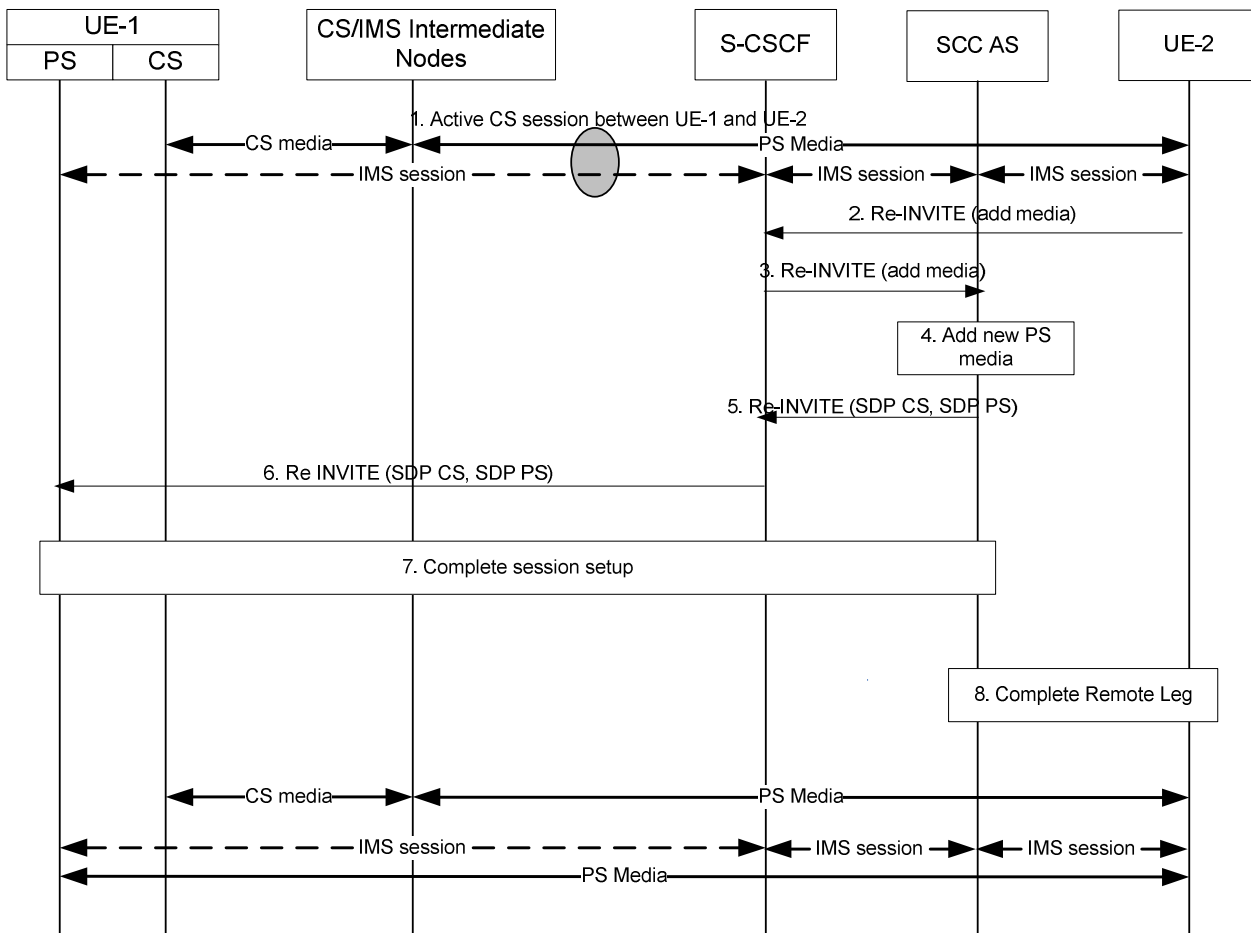 UE-1
PS
CS
CS/IMS Intermediate
Nodes
S-CSCF
SCC AS
UE-2
1. Active CS session between UE-1 and UE-2
CS media
PS Media
IMS session
IMS session
IMS session
2. Re-INVITE (add media)
3. Re-INVITE (add media)
4. Add new PS
media
5. Re-INVITE (SDP CS, SDP PS)
6. Re INVITE (SDP CS, SDP PS)
7. Complete session setup
8. Complete Remote Leg
CS media
PS Media
IMS session
IMS session
IMS session
PS Media